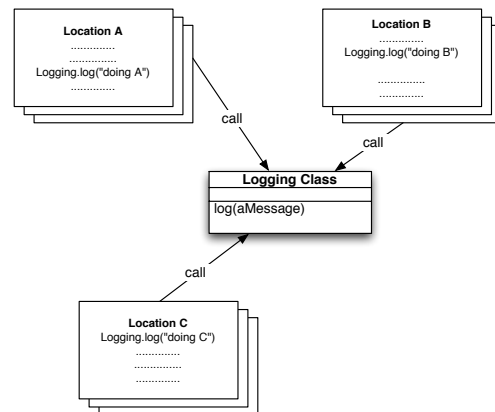 Location A
..............
..............
Logging.log("doing A")
..............
Location B
..............
Logging.log("doing B")
..............
..............
call
call
Logging Class
log(aMessage)
call
Location C
Logging.log("doing C")
..............
...............
..............